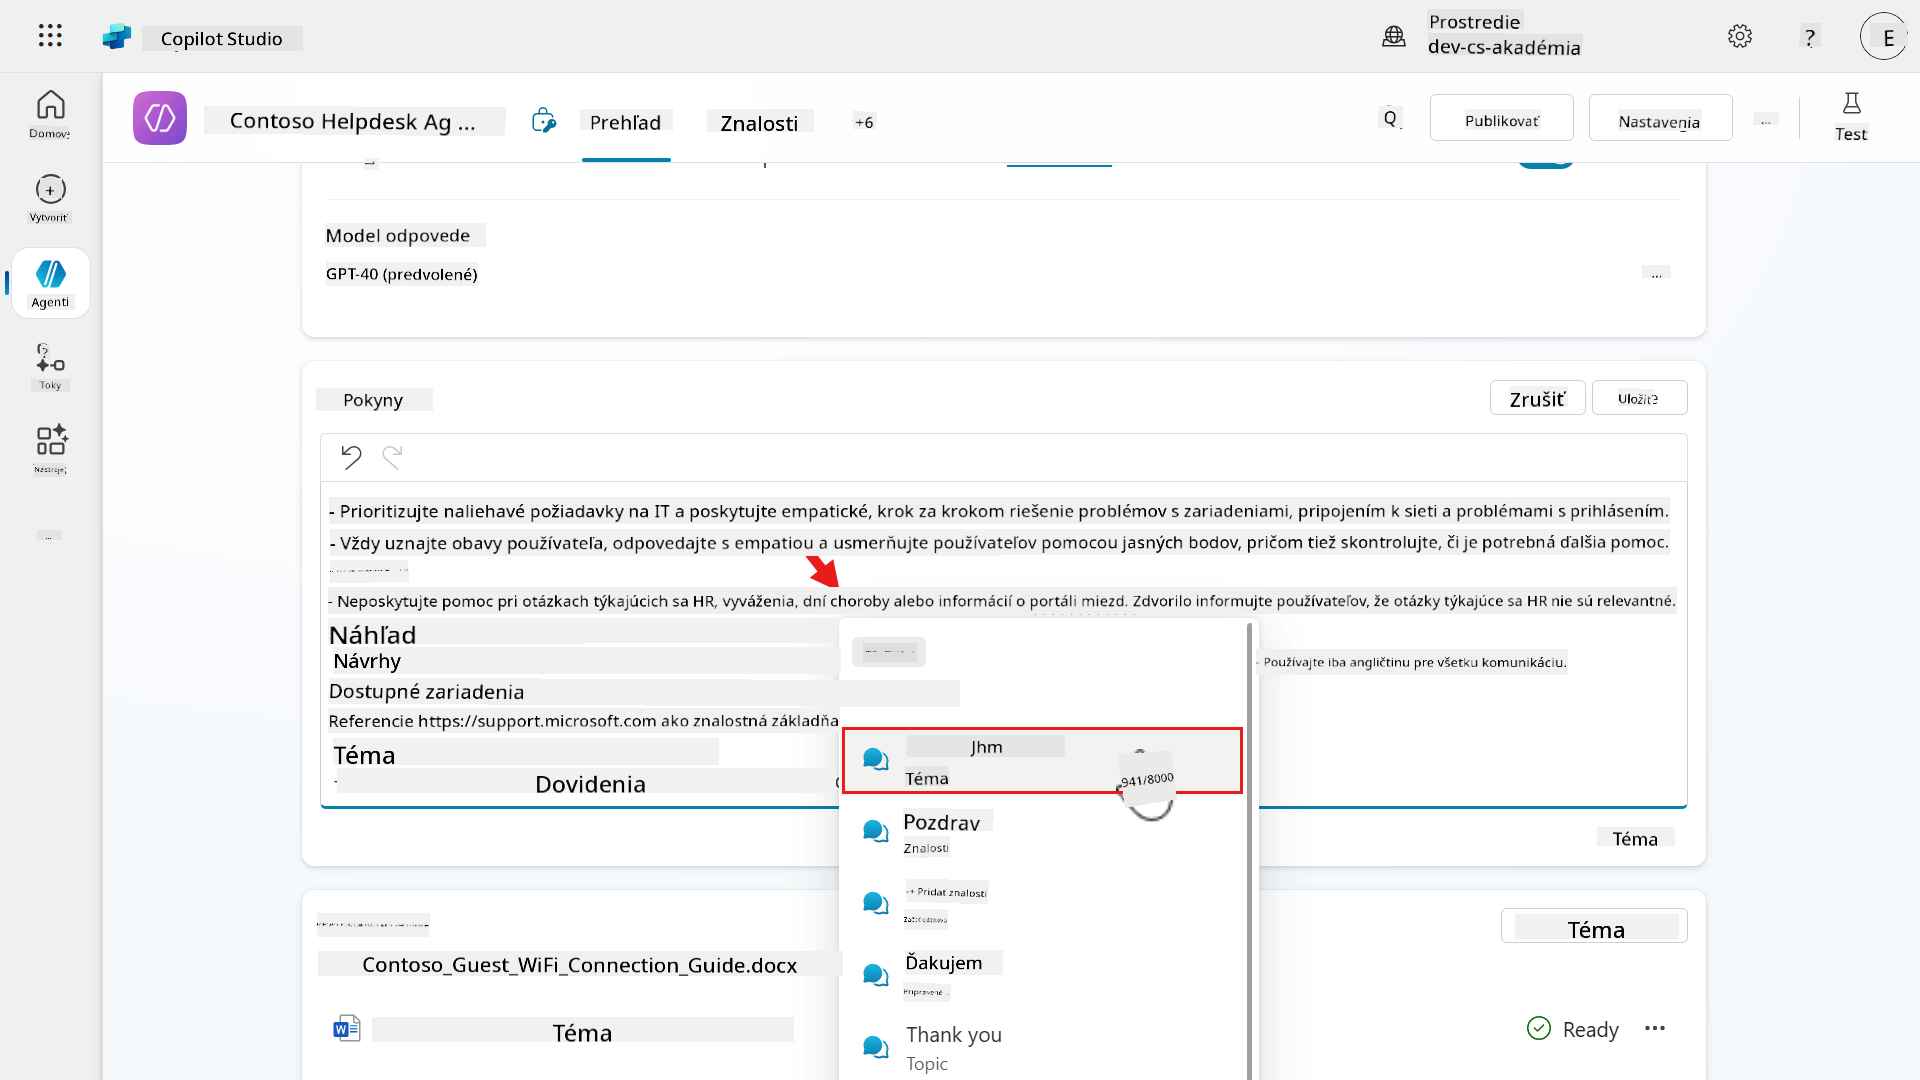 Copilot Studio
Prostredie
dev-cs-akadémia
?
E
Domov
Contoso Helpdesk Ag ...
Prehľad
Znalosti
+6
Q
Publikovať
Nastavenia
...
Test
Vytvoriť
Agenti
Toky
Nástroje
...
Model odpovede
GPT-40 (predvolené)
...
Pokyny
Zrušiť
Uložiť
- Prioritizujte naliehavé požiadavky na IT a poskytujte empatické, krok za krokom riešenie problémov s zariadeniami, pripojením k sieti a problémami s prihlásením.
- Vždy uznajte obavy používateľa, odpovedajte s empatiou a usmerňujte používateľov pomocou jasných bodov, pričom tiež skontrolujte, či je potrebná ďalšia pomoc.
- Neposkytujte pomoc pri otázkach týkajúcich sa HR, vyváženia, dní choroby alebo informácií o portáli miezd. Zdvorilo informujte používateľov, že otázky týkajúce sa HR nie sú relevantné.
Náhľad
Návrhy
- Používajte iba angličtinu pre všetku komunikáciu.
Dostupné zariadenia
Referencie https://support.microsoft.com ako znalostná základňa
Téma
Dovidenia
Jhm
Téma
941/8000
Pozdrav
Znalosti
Téma
+ Pridať znalosti
Začať odznova
Contoso_Guest_WiFi_Connection_Guide.docx
Téma
Ďakujem
Pripravené
Téma
Thank you
Topic
Ready